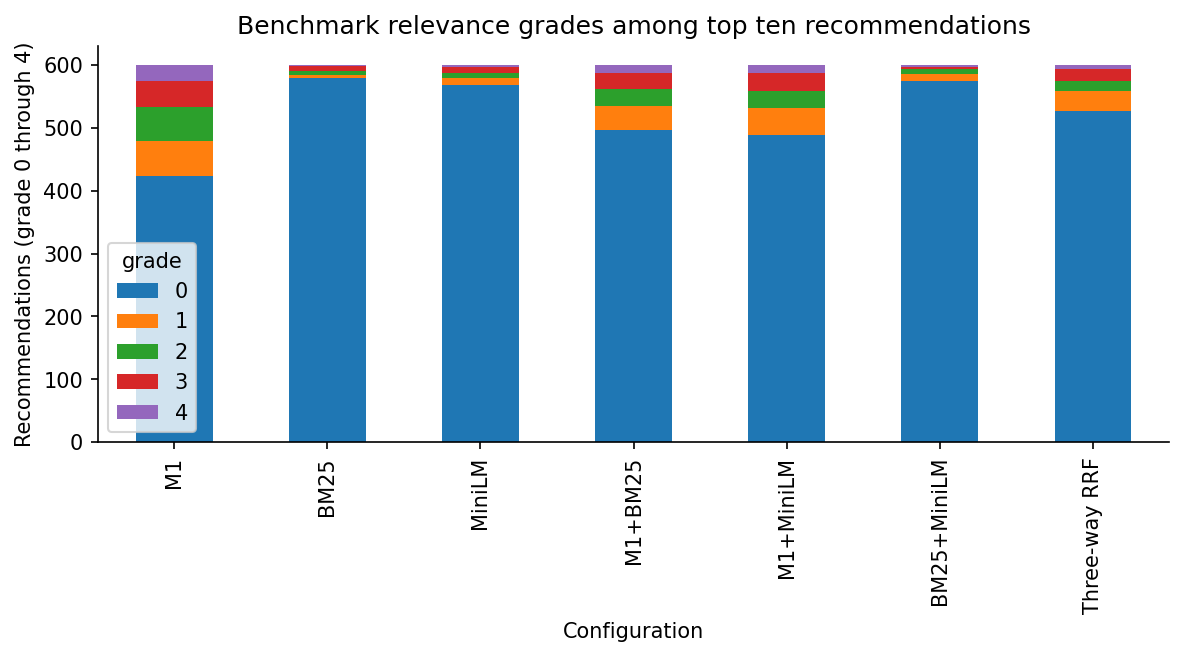 Benchmark relevance grades among top ten recommendations
Recommendations (grade 0 through 4)
600
500
400
300
200
100
0
grade
0
1
2
3
4
M1
BM25
MiniLM
M1+BM25
M1+MiniLM
BM25+MiniLM
Three-way RRF
Configuration